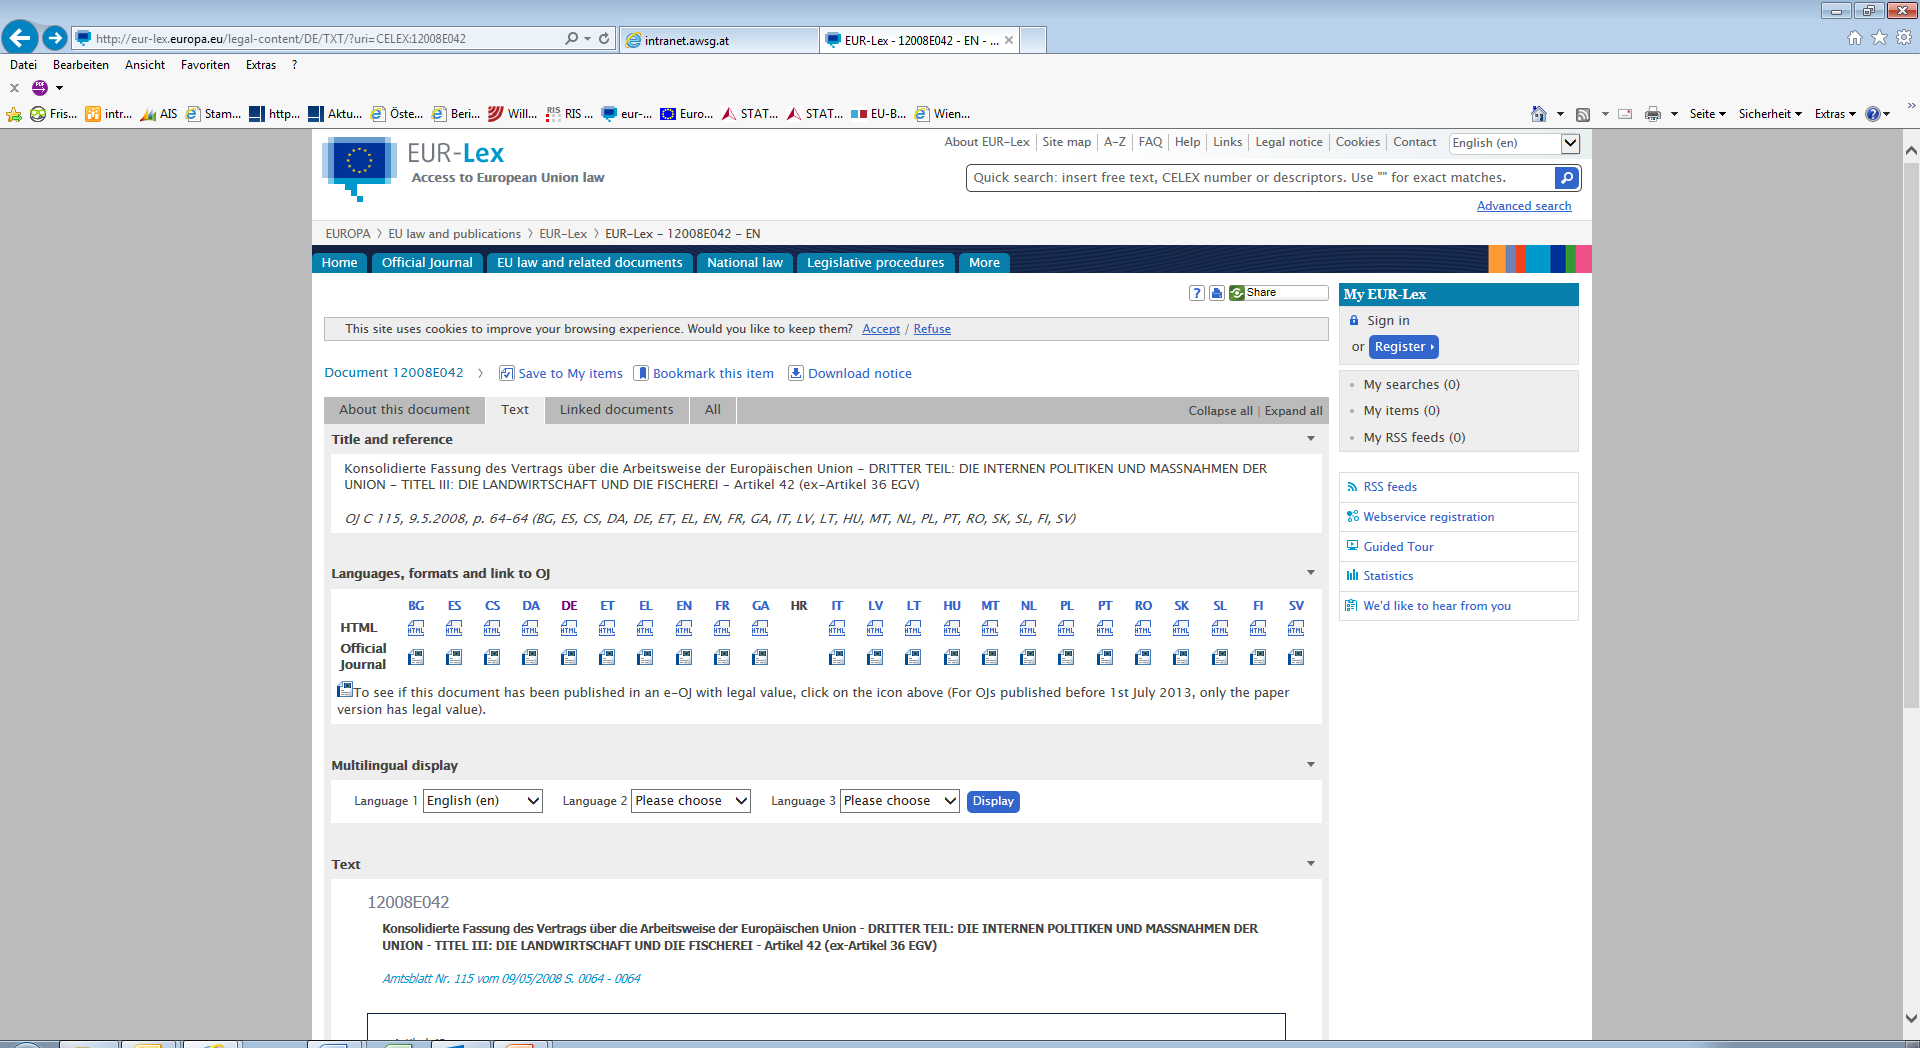 http://eur-lex.europa.eu/legal-content/DE/TXT/?uri=CELEX:12008E042
intranet.awsg.at
EUR-Lex - 12008E042 - EN - ...
Datei Bearbeiten Ansicht Favoriten Extras ?
Fris... intr... AIS Stam... http... Aktu... Öste... Beri... Will... RIS ... eur-... Euro... STAT... STAT... EU-B... Wien...
Seite Sicherheit Extras
EUR-Lex
Access to European Union law
About EUR-Lex Site map A-Z FAQ Help Links Legal notice Cookies Contact English (en)
Quick search: insert free text, CELEX number or descriptors. Use "" for exact matches.
Advanced search
EUROPA > EU law and publications > EUR-Lex > EUR-Lex - 12008E042 - EN
Home Official Journal EU law and related documents National law Legislative procedures More
? Share
This site uses cookies to improve your browsing experience. Would you like to keep them? Accept / Refuse
Document 12008E042 > Save to My items Bookmark this item Download notice
About this document Text Linked documents All Collapse all | Expand all
Title and reference
Konsolidierte Fassung des Vertrags über die Arbeitsweise der Europäischen Union - DRITTER TEIL: DIE INTERNEN POLITIKEN UND MASSNAHMEN DER
UNION - TITEL III: DIE LANDWIRTSCHAFT UND DIE FISCHEREI - Artikel 42 (ex-Artikel 36 EGV)
OJ C 115, 9.5.2008, p. 64–64 (BG, ES, CS, DA, DE, ET, EL, EN, FR, GA, IT, LV, LT, HU, MT, NL, PL, PT, RO, SK, SL, FI, SV)
Languages, formats and link to OJ
BG ES CS DA DE ET EL EN FR GA HR IT LV LT HU MT NL PL PT RO SK SL FI SV
HTML
Official
Journal
To see if this document has been published in an e-OJ with legal value, click on the icon above (For OJs published before 1st July 2013, only the paper
version has legal value).
Multilingual display
Language 1 English (en) Language 2 Please choose Language 3 Please choose Display
Text
12008E042
Konsolidierte Fassung des Vertrags über die Arbeitsweise der Europäischen Union - DRITTER TEIL: DIE INTERNEN POLITIKEN UND MASSNAHMEN DER
UNION - TITEL III: DIE LANDWIRTSCHAFT UND DIE FISCHEREI - Artikel 42 (ex-Artikel 36 EGV)
Amtsblatt Nr. 115 vom 09/05/2008 S. 0064 - 0064
My EUR-Lex
Sign in
or Register
My searches (0)
My items (0)
My RSS feeds (0)
RSS feeds
Webservice registration
Guided Tour
Statistics
We'd like to hear from you